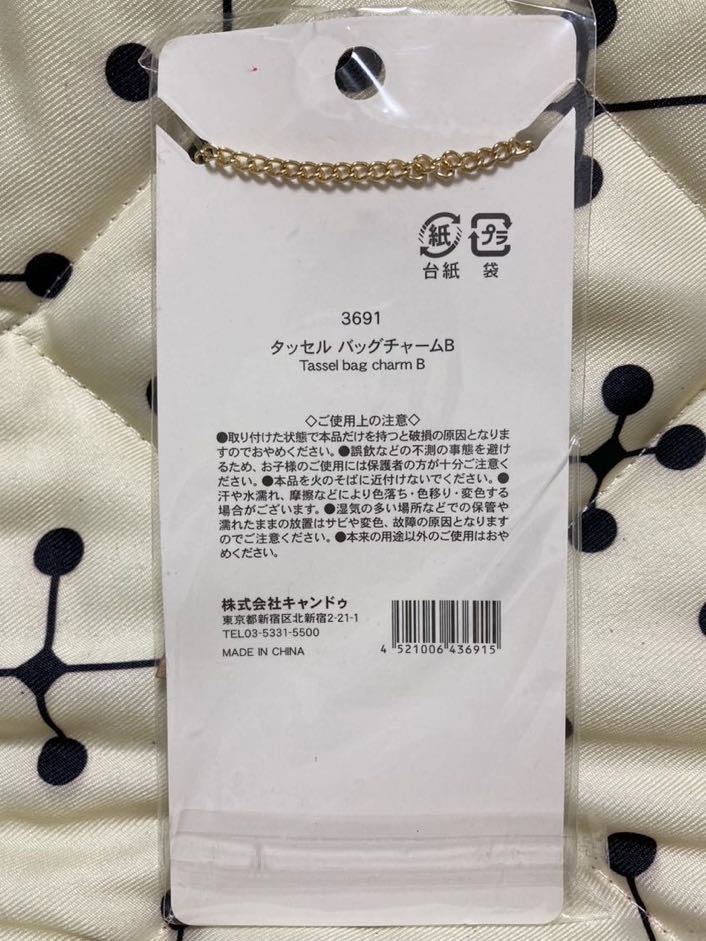 紙 プラ
台紙 袋
3691
タッセル バッグチャームB
Tassel bag charm B
◇ご使用上の注意◇
●取り付けた状態で本品だけを持つと破損の原因となりま
すのでおやめください。●誤飲などの不測の事態を避け
るため、お子様のご使用には保護者の方が十分ご注意く
ださい。●本品を火のそばに近付けないでください。●
汗や水濡れ、摩擦などにより色落ち・色移り・変色する
場合がございます。●湿気の多い場所などでの保管や
濡れたままの放置はサビや変色、故障の原因となります
のでご注意ください。●本来の用途以外のご使用はおや
めください。
株式会社キャンドゥ
東京都新宿区北新宿2-21-1
TEL03-5331-5500
MADE IN CHINA
4 521006 436915